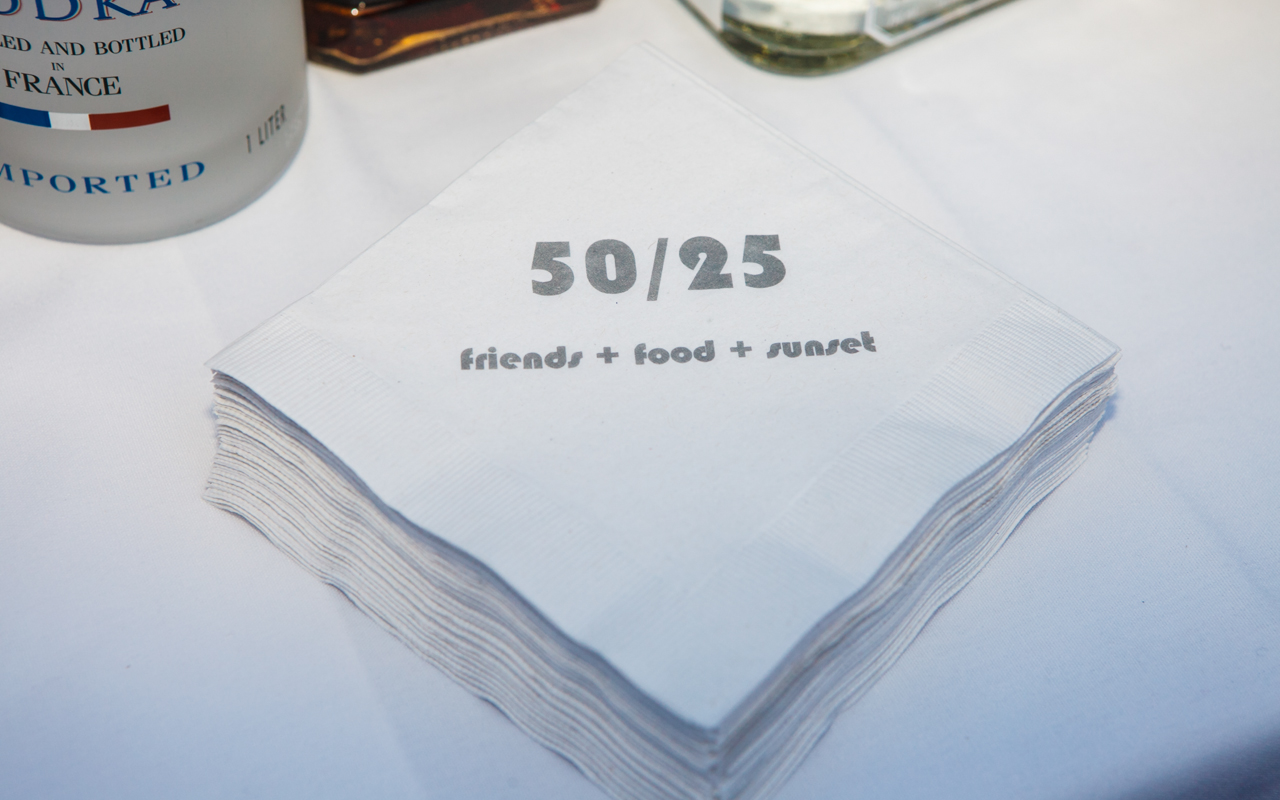 LED AND BOTTLED
IN
FRANCE
1 LITER
MPORTED
50/25
friends + food + sunset